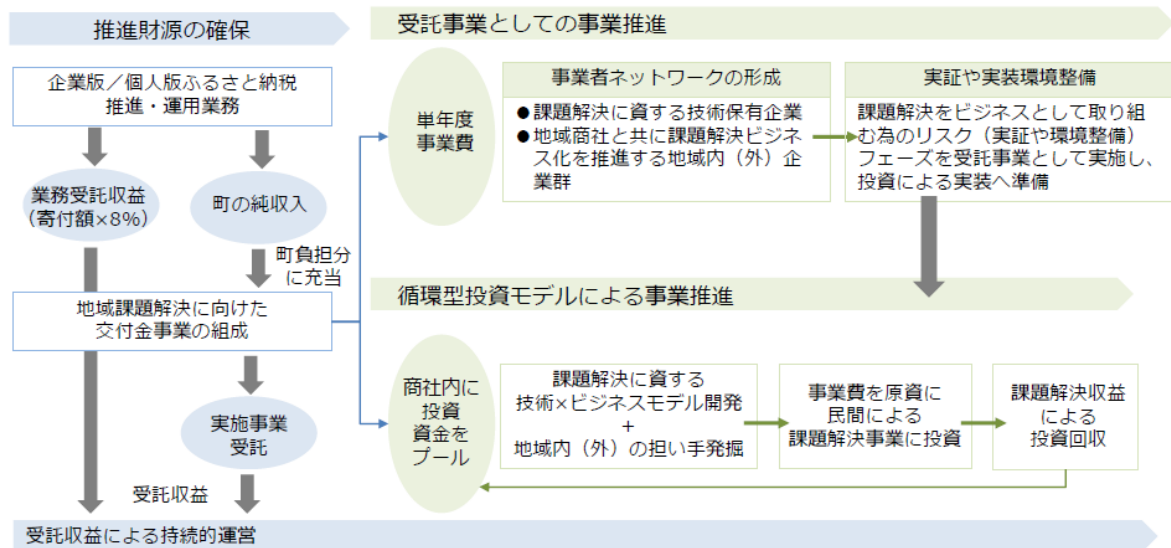 推進財源の確保
企業版／個人版ふるさと納税
推進・運用業務
業務受託収益
（寄付額×8%）
町の純収入
町負担分
に充当
地域課題解決に向けた
交付金事業の組成
実施事業
受託
受託収益
受託収益による持続的運営
受託事業としての事業推進
単年度
事業費
事業者ネットワークの形成
●課題解決に資する技術保有企業
●地域商社と共に課題解決ビジネ
ス化を推進する地域内（外）企
業群
実証や実装環境整備
課題解決をビジネスとして取り組
む為のリスク（実証や環境整備）
フェーズを受託事業として実施し、
投資による実装へ準備
循環型投資モデルによる事業推進
商社内に
投資
資金を
プール
課題解決に資する
技術×ビジネスモデル開発
+
地域内（外）の担い手発掘
事業費を原資に
民間による
課題解決事業に投資
課題解決収益
による
投資回収